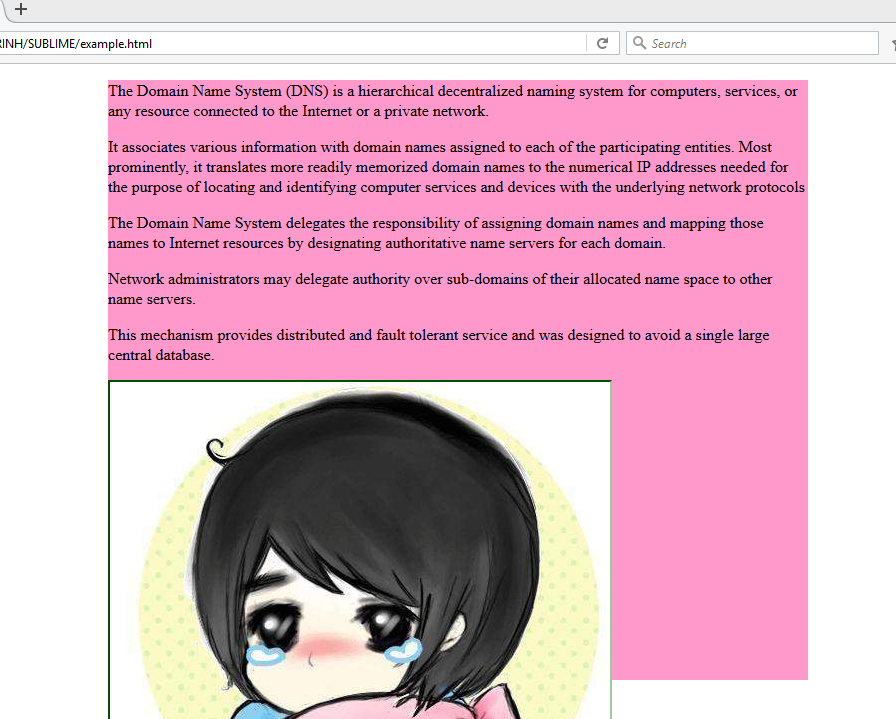 RINH/SUBLIME/example.html
Search
The Domain Name System (DNS) is a hierarchical decentralized naming system for computers, services, or
any resource connected to the Internet or a private network.
It associates various information with domain names assigned to each of the participating entities. Most
prominently, it translates more readily memorized domain names to the numerical IP addresses needed for
the purpose of locating and identifying computer services and devices with the underlying network protocols
The Domain Name System delegates the responsibility of assigning domain names and mapping those
names to Internet resources by designating authoritative name servers for each domain.
Network administrators may delegate authority over sub-domains of their allocated name space to other
name servers.
This mechanism provides distributed and fault tolerant service and was designed to avoid a single large
central database.